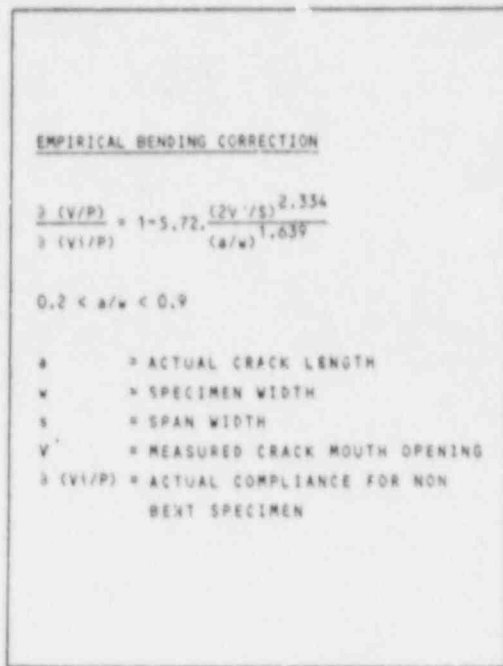 EMPIRICAL BENDING CORRECTION
∂ (V/P) / ∂ (Vi/P) = 1-5.72. (2V'/S)^2.334 / (a/w)^1.639
0.2 < a/w < 0.9
a = ACTUAL CRACK LENGTH
w = SPECIMEN WIDTH
s = SPAN WIDTH
V' = MEASURED CRACK MOUTH OPENING
∂ (Vi/P) = ACTUAL COMPLIANCE FOR NON
BENT SPECIMEN